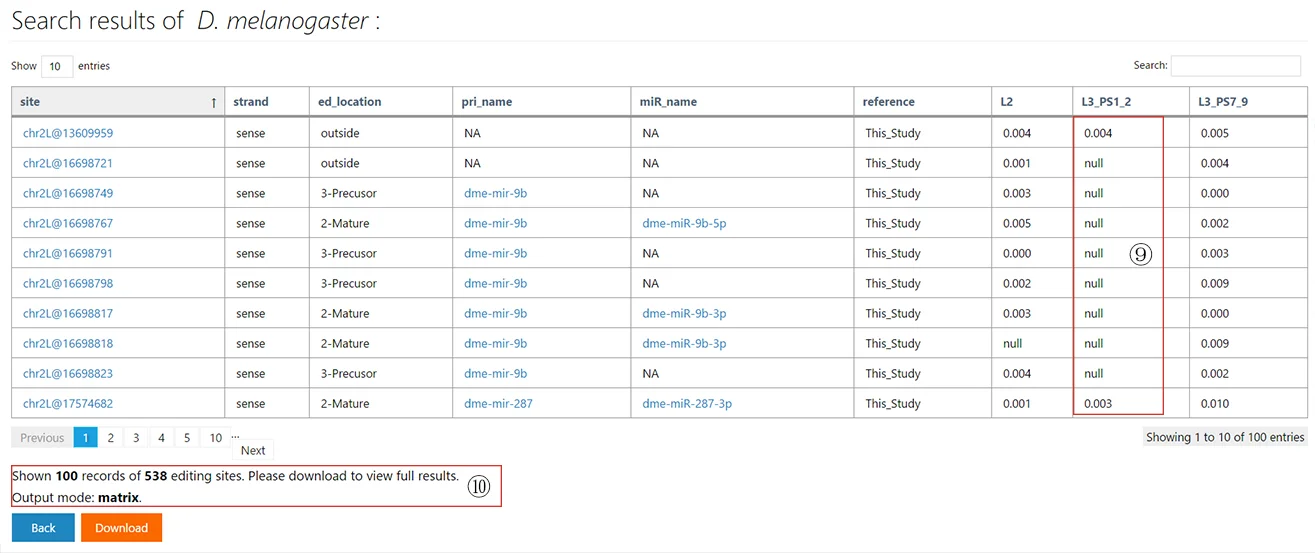 Search results of D. melanogaster :
Show 10 entries Search:
site ↑ strand ed_location pri_name miR_name reference L2 L3_PS1_2 L3_PS7_9
chr2L@13609959 sense outside NA NA This_Study 0.004 0.004 0.005
chr2L@16698721 sense outside NA NA This_Study 0.001 null 0.004
chr2L@16698749 sense 3-Precusor dme-mir-9b NA This_Study 0.003 null 0.000
chr2L@16698767 sense 2-Mature dme-mir-9b dme-miR-9b-5p This_Study 0.005 null 0.002
chr2L@16698791 sense 3-Precusor dme-mir-9b NA This_Study 0.000 null ⑨ 0.003
chr2L@16698798 sense 3-Precusor dme-mir-9b NA This_Study 0.002 null 0.009
chr2L@16698817 sense 2-Mature dme-mir-9b dme-miR-9b-3p This_Study 0.003 null 0.000
chr2L@16698818 sense 2-Mature dme-mir-9b dme-miR-9b-3p This_Study null null 0.009
chr2L@16698823 sense 3-Precusor dme-mir-9b NA This_Study 0.004 null 0.002
chr2L@17574682 sense 2-Mature dme-mir-287 dme-miR-287-3p This_Study 0.001 0.003 0.010
Previous 1 2 3 4 5 10 ... Next Showing 1 to 10 of 100 entries
Shown 100 records of 538 editing sites. Please download to view full results. ⑩
Output mode: matrix.
Back Download